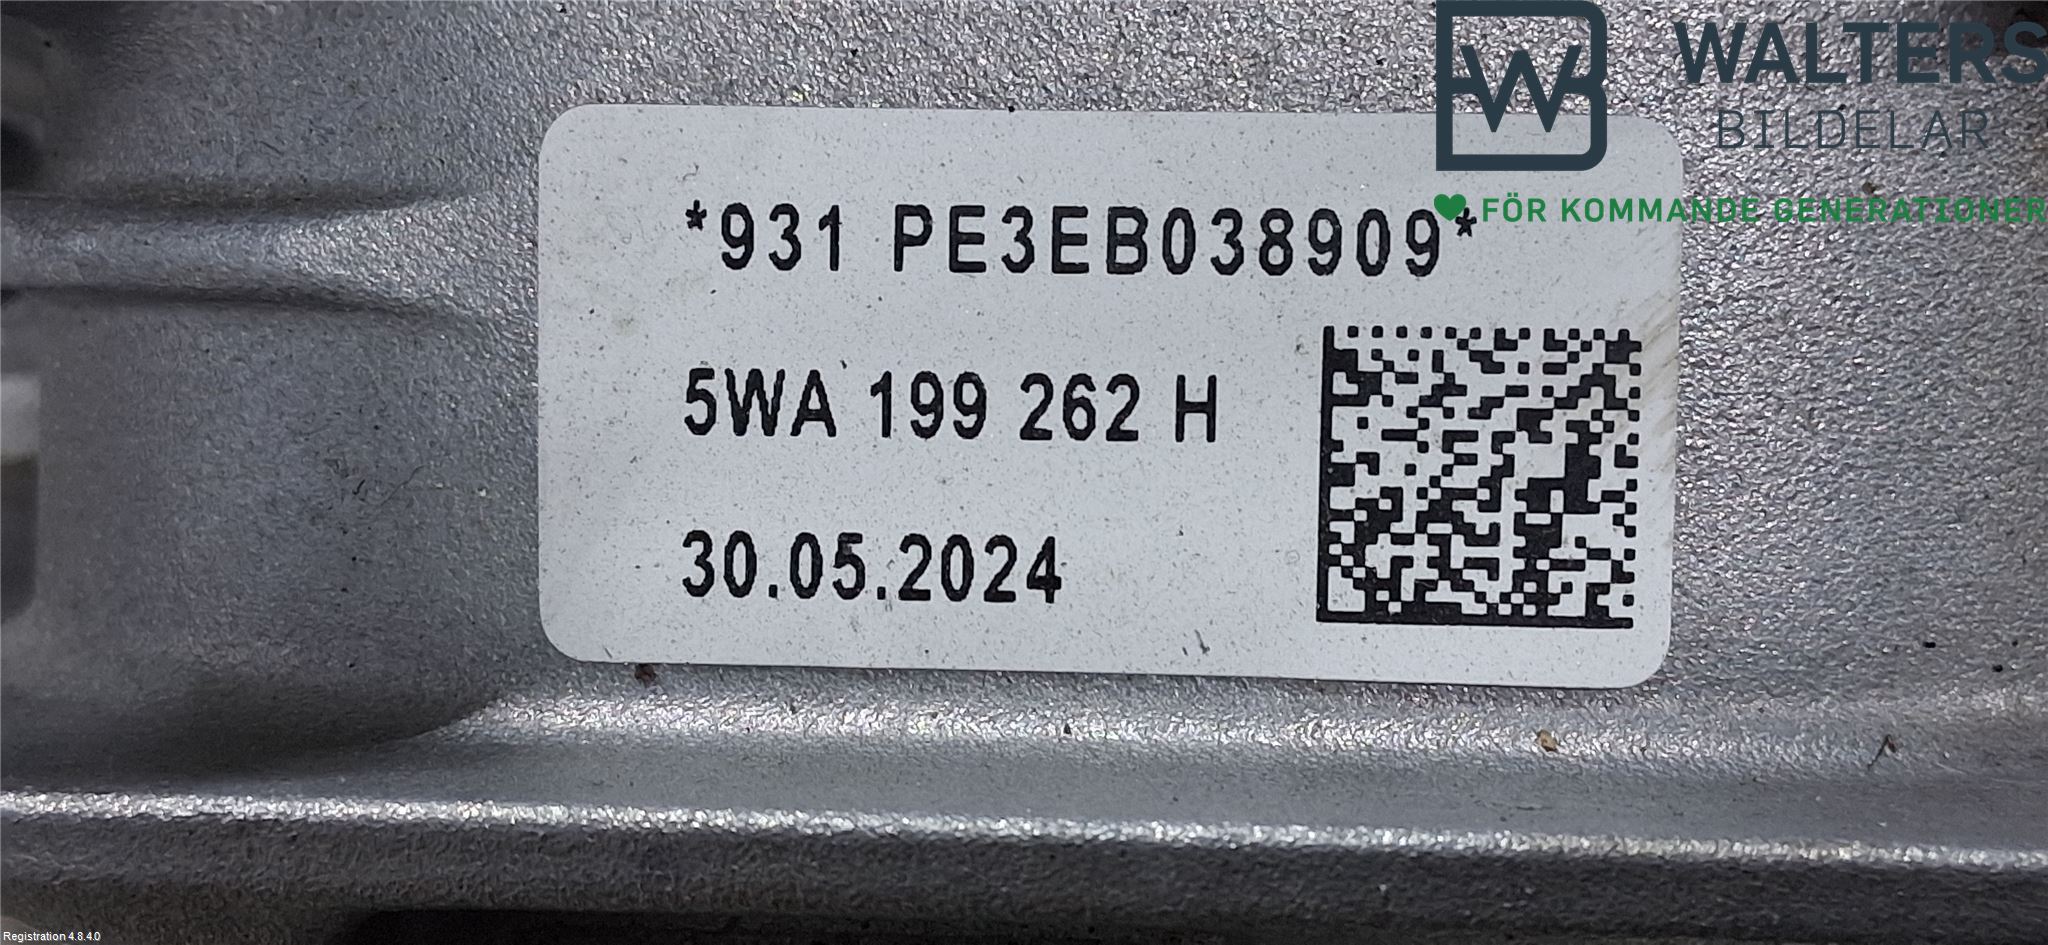 WALTERS
BILDELAR
FÖR KOMMANDE GENERATIONER
*931 PE3EB038909*
5WA 199 262 H
30.05.2024
Registration 4.8.4.0